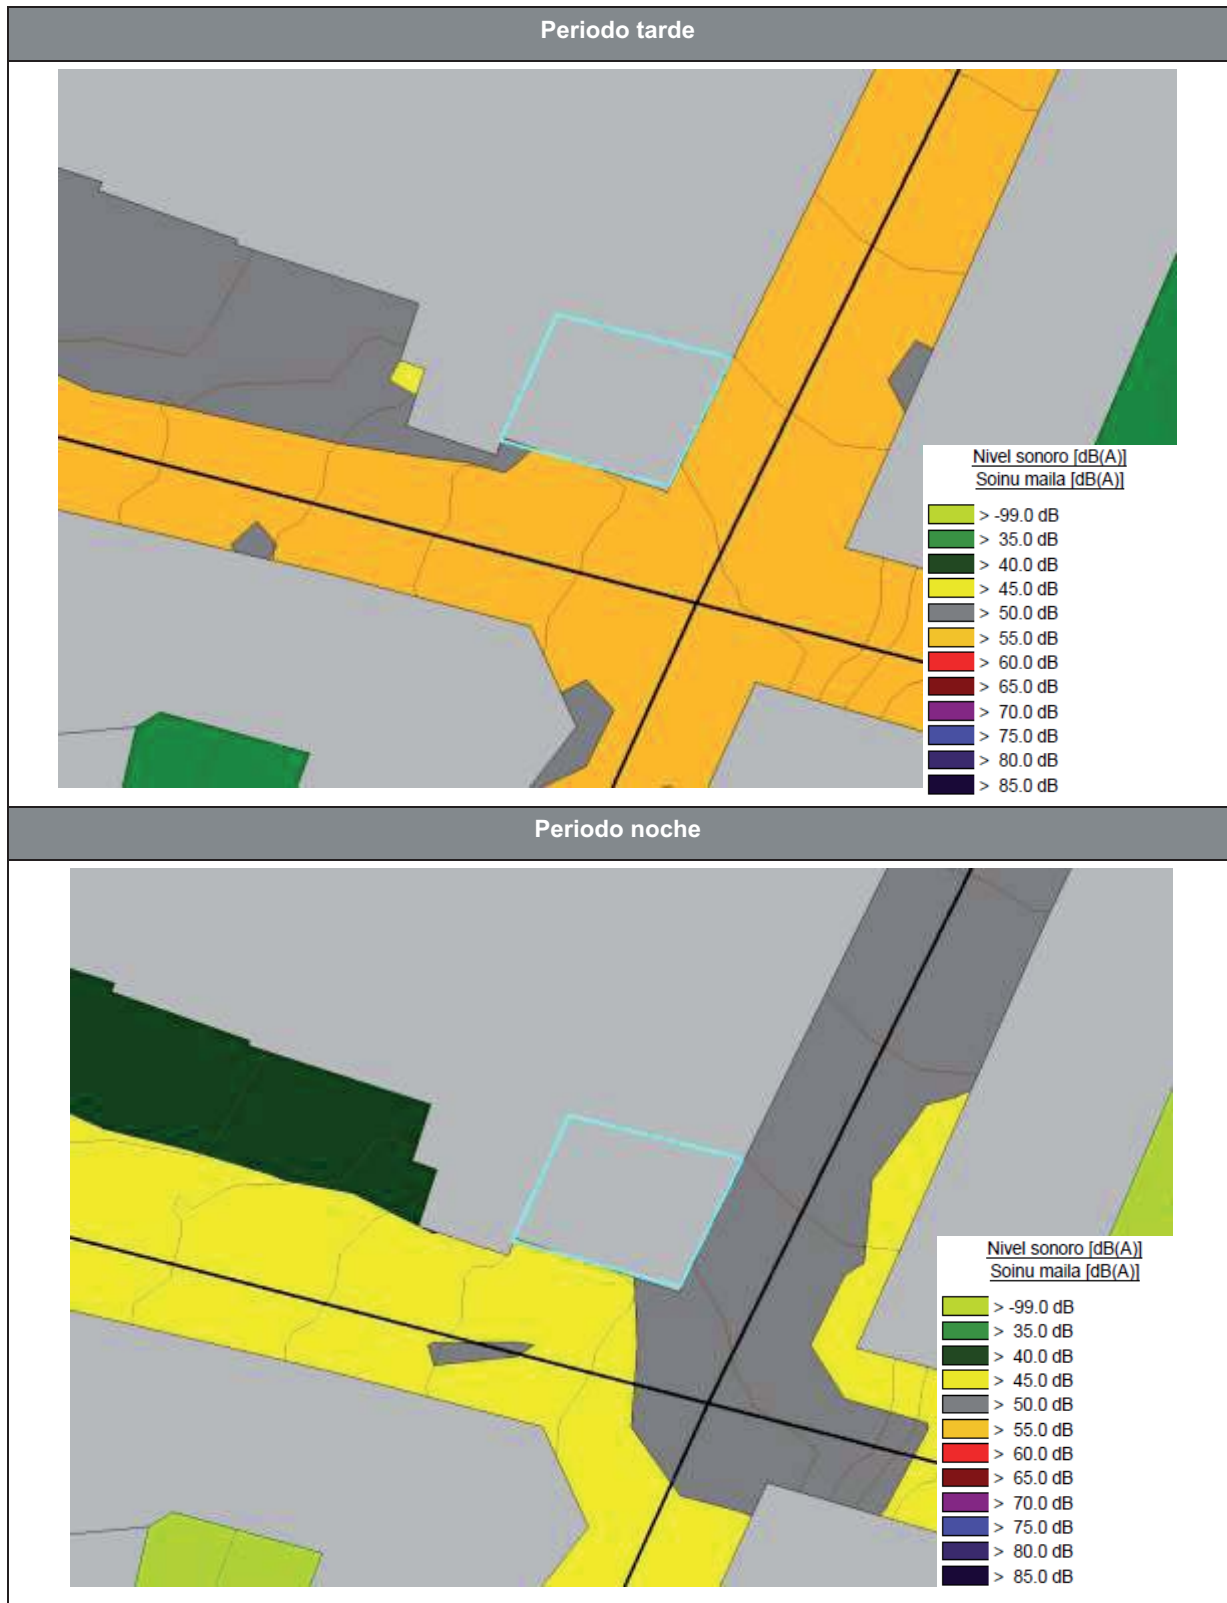 Periodo tarde
Nivel sonoro [dB(A)]
Soinu maila [dB(A)]
> -99.0 dB
> 35.0 dB
> 40.0 dB
> 45.0 dB
> 50.0 dB
> 55.0 dB
> 60.0 dB
> 65.0 dB
> 70.0 dB
> 75.0 dB
> 80.0 dB
> 85.0 dB
Periodo noche
Nivel sonoro [dB(A)]
Soinu maila [dB(A)]
> -99.0 dB
> 35.0 dB
> 40.0 dB
> 45.0 dB
> 50.0 dB
> 55.0 dB
> 60.0 dB
> 65.0 dB
> 70.0 dB
> 75.0 dB
> 80.0 dB
> 85.0 dB